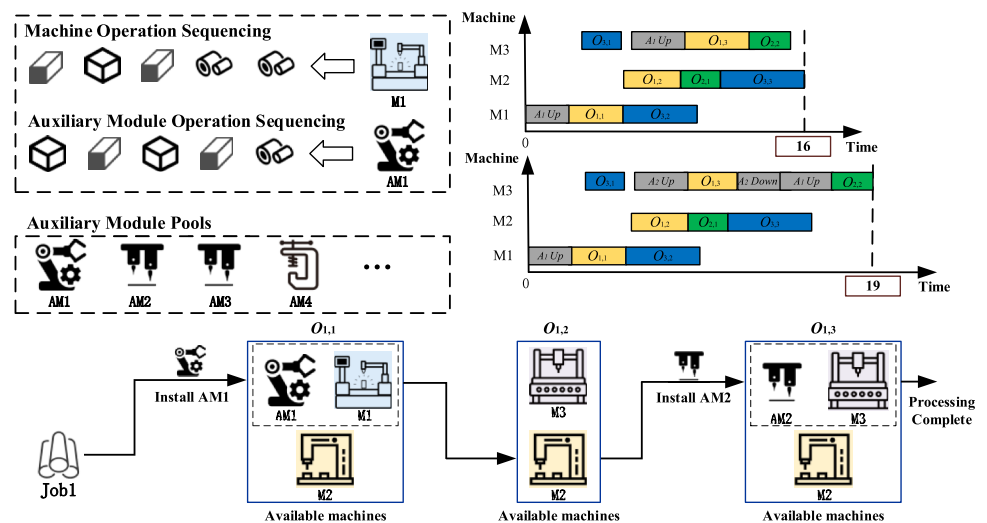 Machine Operation Sequencing
M1
Auxiliary Module Operation Sequencing
AM1
Auxiliary Module Pools
AM1
AM2
AM3
AM4
...
Machine
M3
O3,1
A1 Up
O1,3
O2,2
M2
O1,2
O2,1
O3,3
M1
A1 Up
O1,1
O3,2
0
16
Time
Machine
M3
O3,1
A2 Up
O1,3
A2 Down
A1 Up
O2,2
M2
O1,2
O2,1
O3,3
M1
A1 Up
O1,1
O3,2
0
19
Time
Job1
Install AM1
O1,1
AM1
M1
M2
Available machines
O1,2
M3
M2
Available machines
Install AM2
O1,3
AM2
M3
M2
Available machines
Processing
Complete